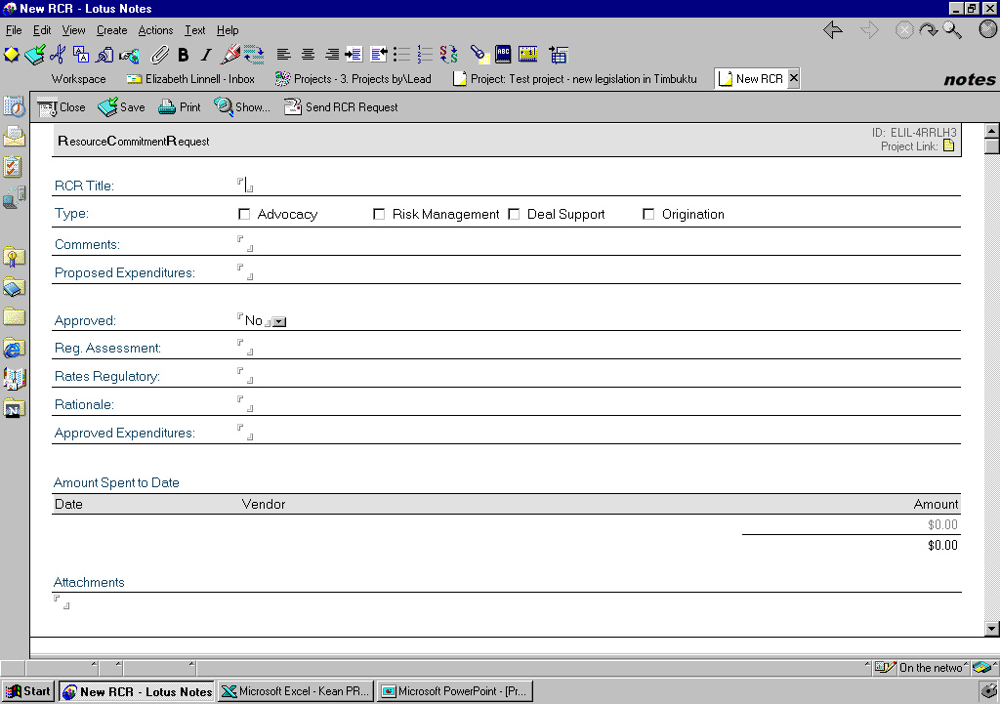 New RCR - Lotus Notes
File Edit View Create Actions Text Help
Workspace Elizabeth Linnell - Inbox Projects - 3. Projects by\Lead Project: Test project - new legislation in Timbuktu New RCR notes
Close Save Print Show... Send RCR Request
ResourceCommitmentRequest
ID: ELIL-4RRLH3
Project Link:
RCR Title:
Type: Advocacy Risk Management Deal Support Origination
Comments:
Proposed Expenditures:
Approved: No
Reg. Assessment:
Rates Regulatory:
Rationale:
Approved Expenditures:
Amount Spent to Date
Date Vendor Amount
$0.00
$0.00
Attachments
On the netwo
Start New RCR - Lotus Notes Microsoft Excel - Kean PR... Microsoft PowerPoint - [Pr...